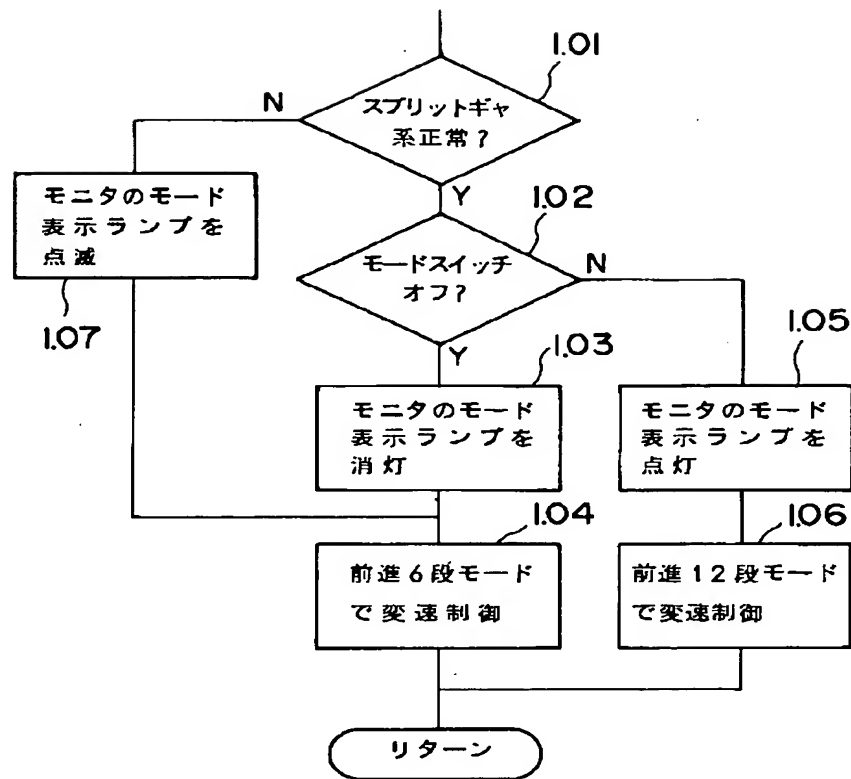 1.01
スプリットギャ
系正常?
N
Y
モニタのモード
表示ランプを
点滅
1.07
1.02
モードスイッチ
オフ?
N
Y
1.03
モニタのモード
表示ランプを
消灯
1.05
モニタのモード
表示ランプを
点灯
1.04
前進6段モード
で変速制御
1.06
前進12段モード
で変速制御
リターン